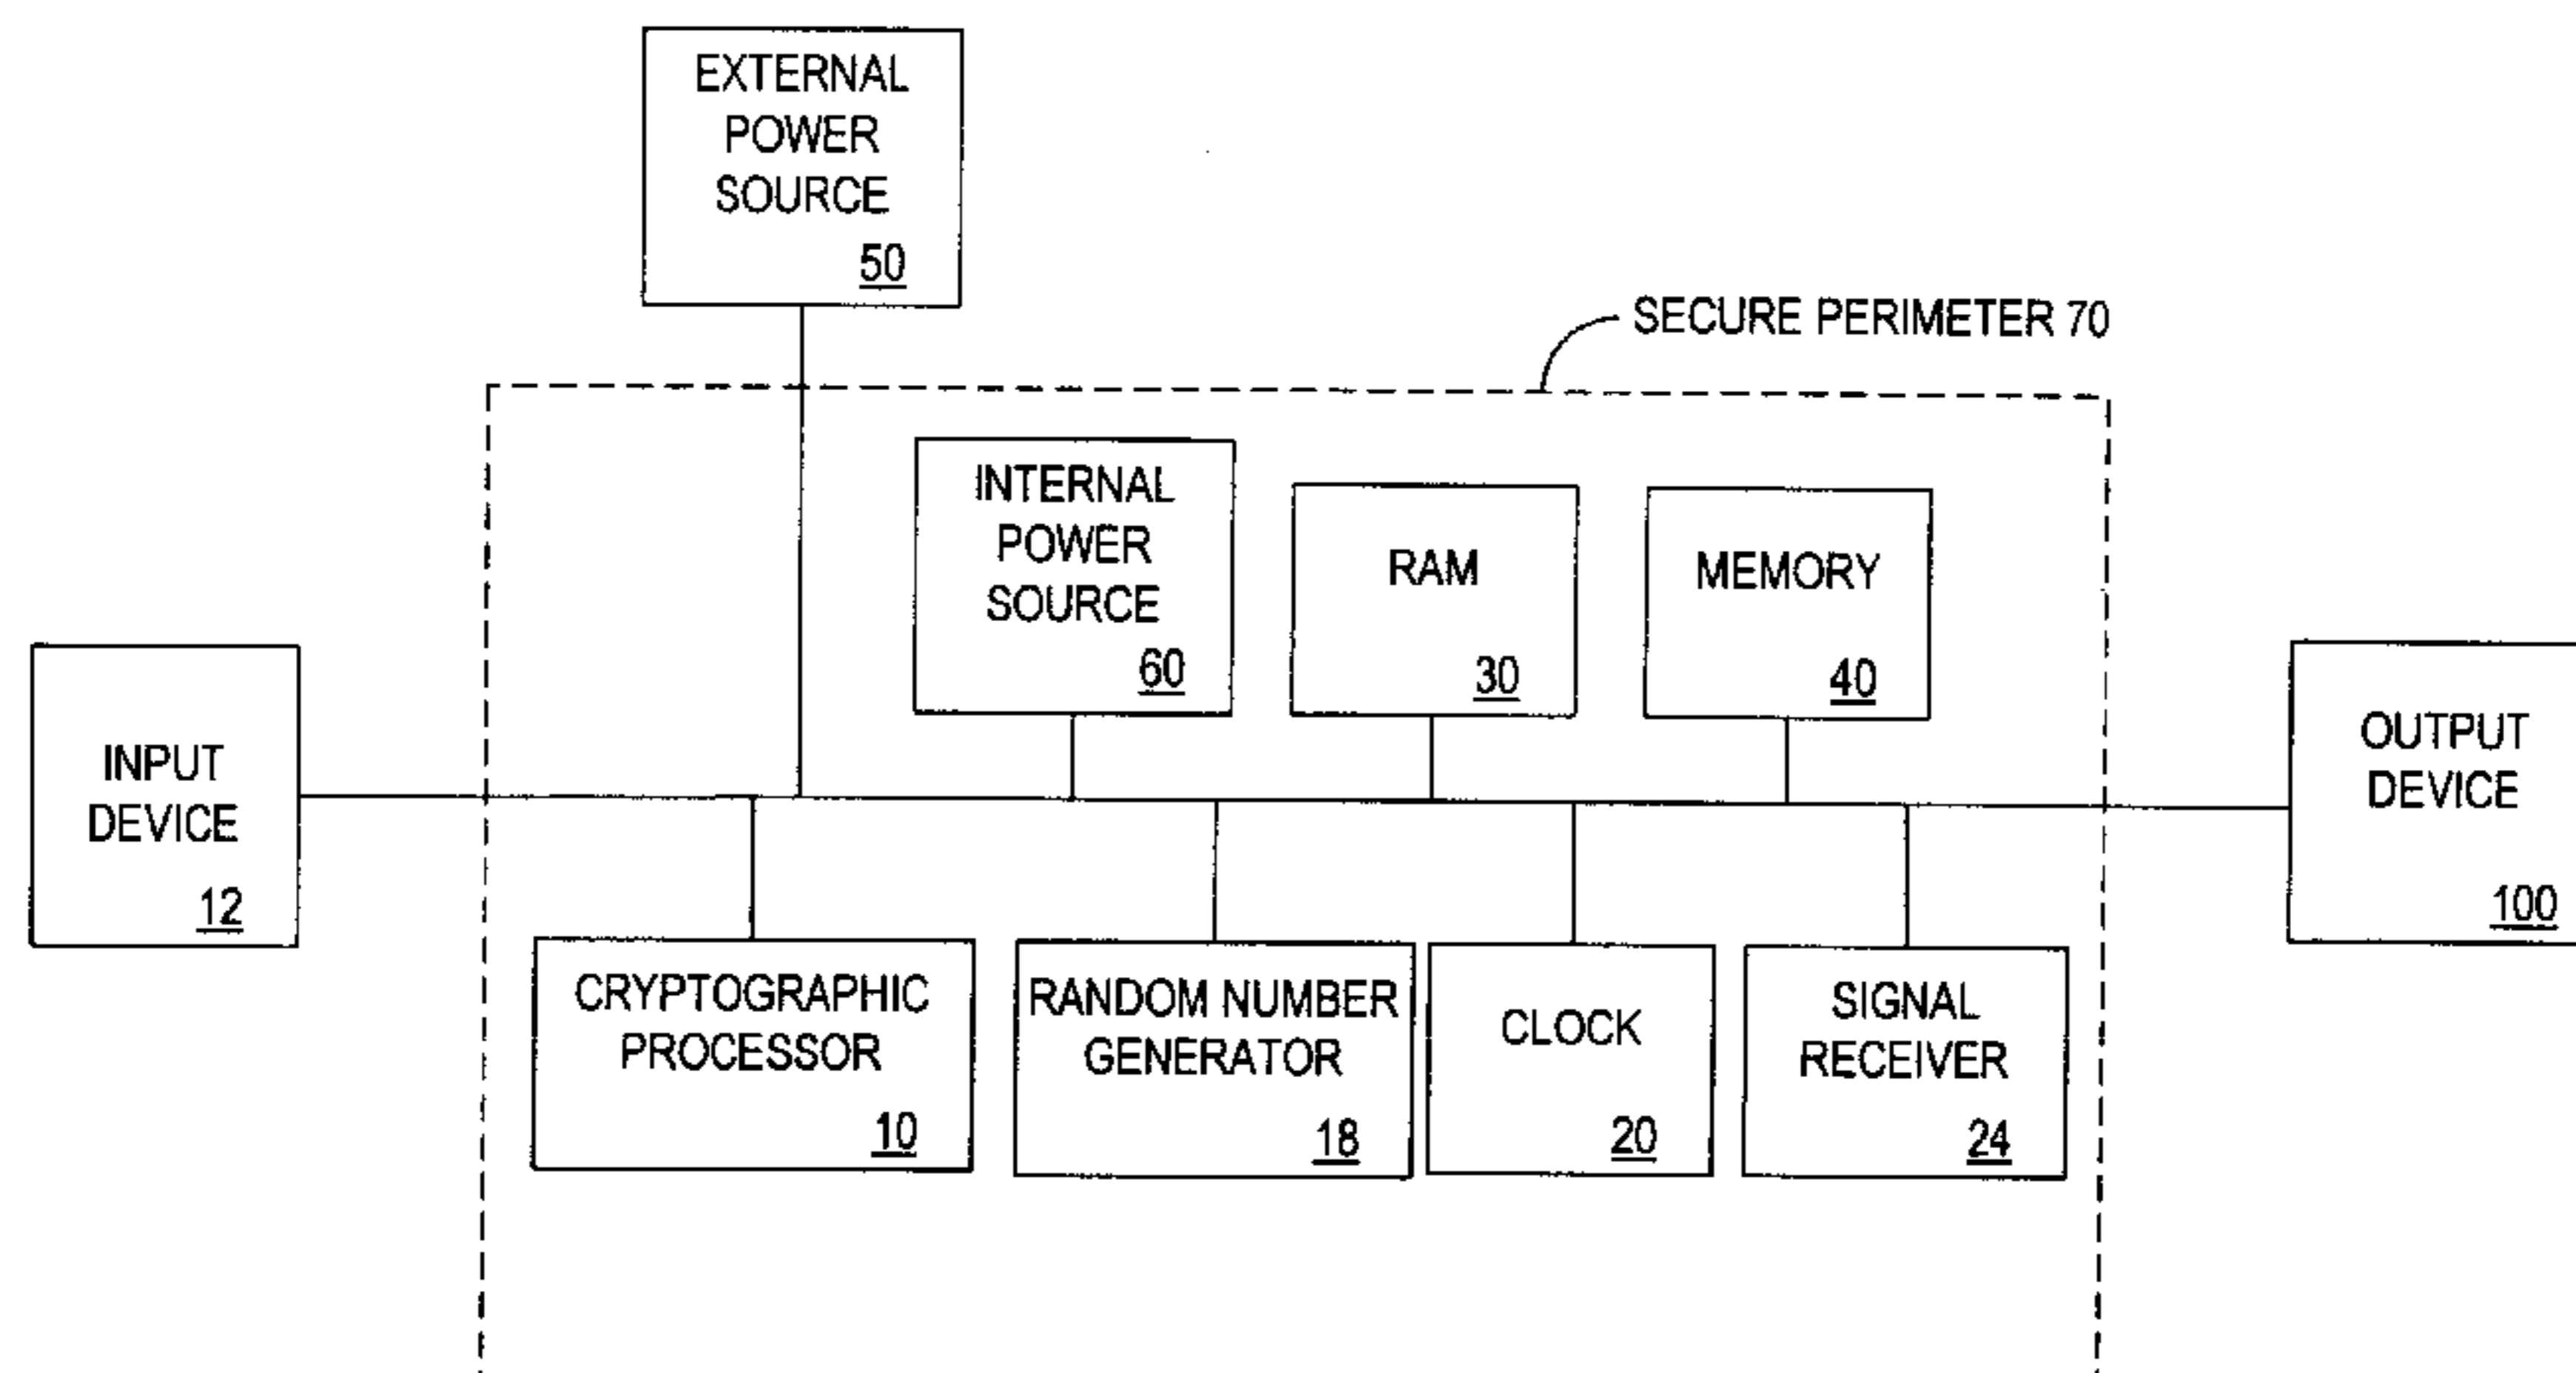 EXTERNAL
POWER
SOURCE
50
SECURE PERIMETER 70
INTERNAL
POWER
SOURCE
60
RAM
30
MEMORY
40
INPUT
DEVICE
12
OUTPUT
DEVICE
100
CRYPTOGRAPHIC
PROCESSOR
10
RANDOM NUMBER
GENERATOR
18
CLOCK
20
SIGNAL
RECEIVER
24